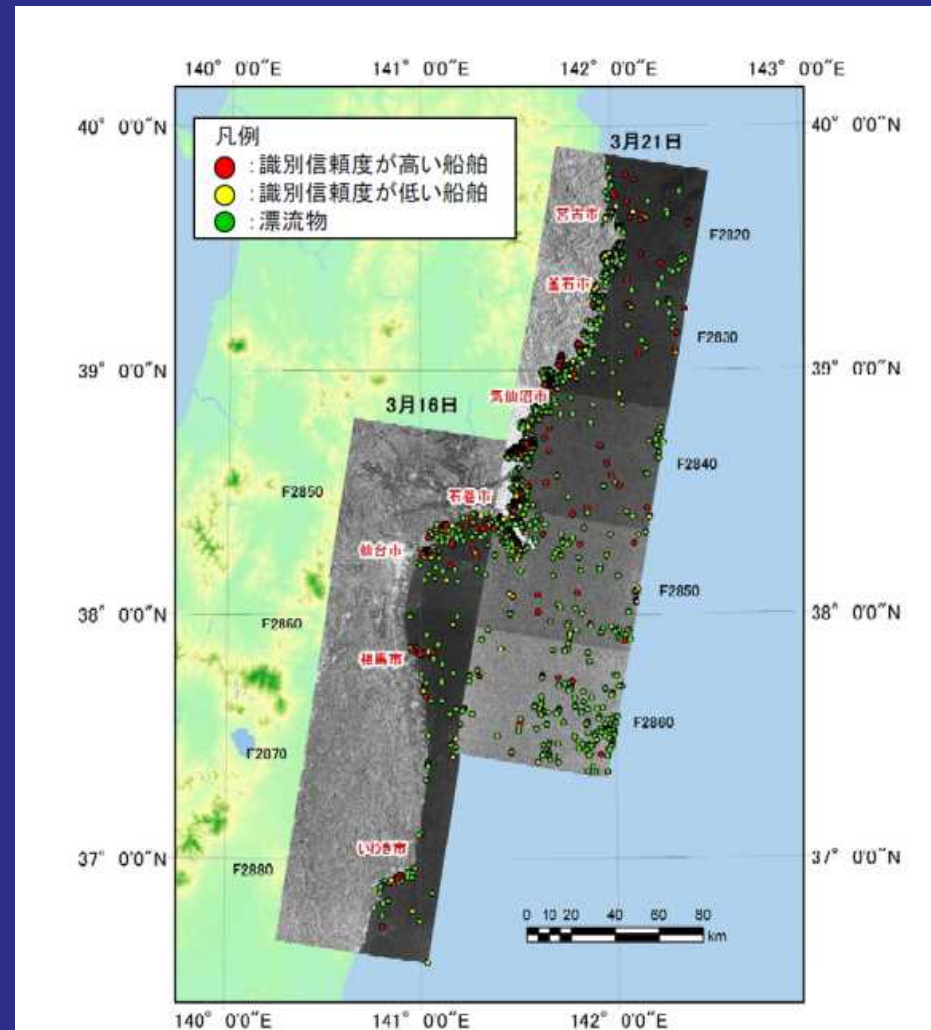 140° 0'0"E 141° 0'0"E 142° 0'0"E 143° 0'0"E
40° 0'0"N 40° 0'0"N
凡例
:識別信頼度が高い船舶
:識別信頼度が低い船舶
:漂流物
3月21日
宮古市
F2820
釜石市
F2830
39° 0'0"N 39° 0'0"N
気仙沼市
3月16日
F2840
F2850
石巻市
仙台市
F2850
38° 0'0"N 38° 0'0"N
F2860
相馬市
F2860
F2870
いわき市
37° 0'0"N 37° 0'0"N
F2880
0 10 20 40 60 80
km
140° 0'0"E 141° 0'0"E 142° 0'0"E